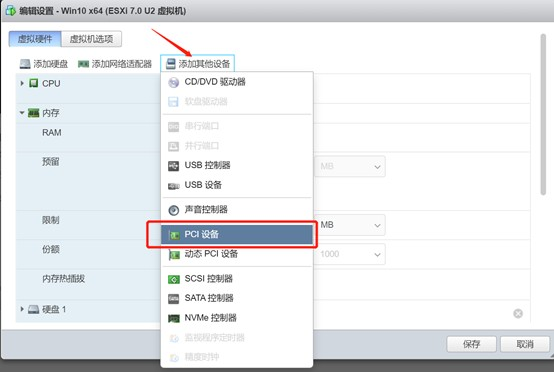 编辑设置 - Win10 x64 (ESXi 7.0 U2 虚拟机)
虚拟硬件 虚拟机选项
添加硬盘 添加网络适配器 添加其他设备
CPU
内存
RAM
预留
MB
限制
MB
份额
1000
内存热插拔
硬盘 1
CD/DVD 驱动器
软盘驱动器
串行端口
并行端口
USB 控制器
USB 设备
声音控制器
PCI 设备
动态 PCI 设备
SCSI 控制器
SATA 控制器
NVMe 控制器
监视程序定时器
精度时钟
保存 取消